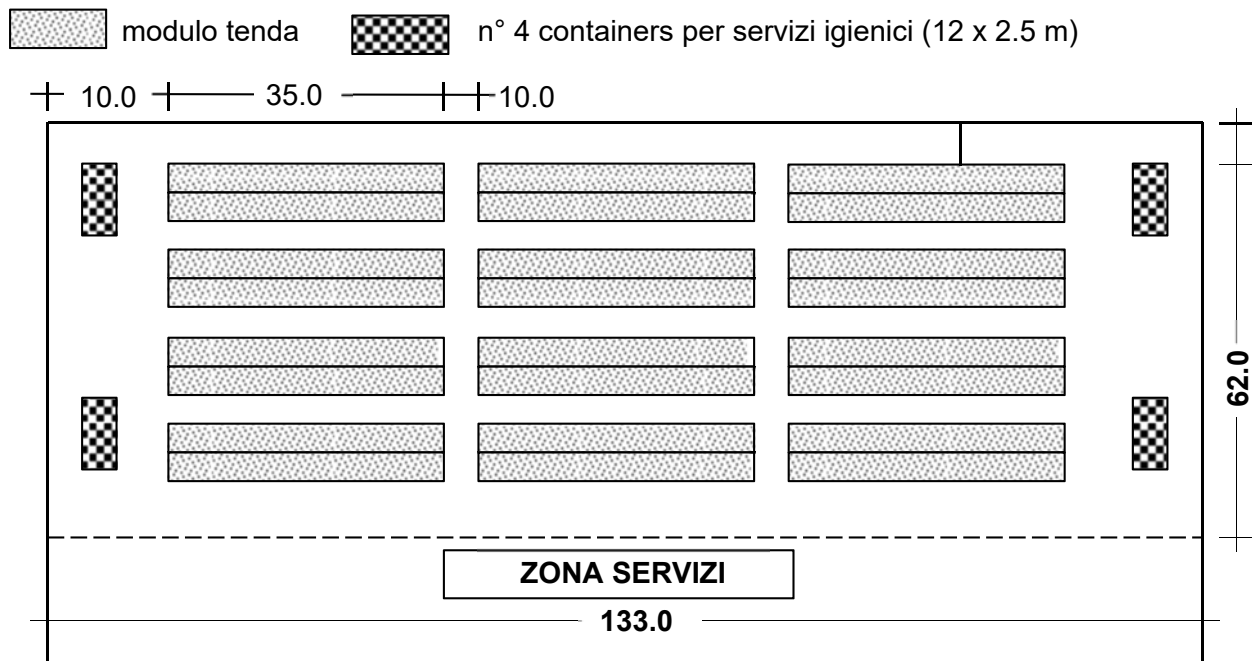 modulo tenda
n° 4 containers per servizi igienici (12 x 2.5 m)
10.0
35.0
10.0
62.0
ZONA SERVIZI
133.0